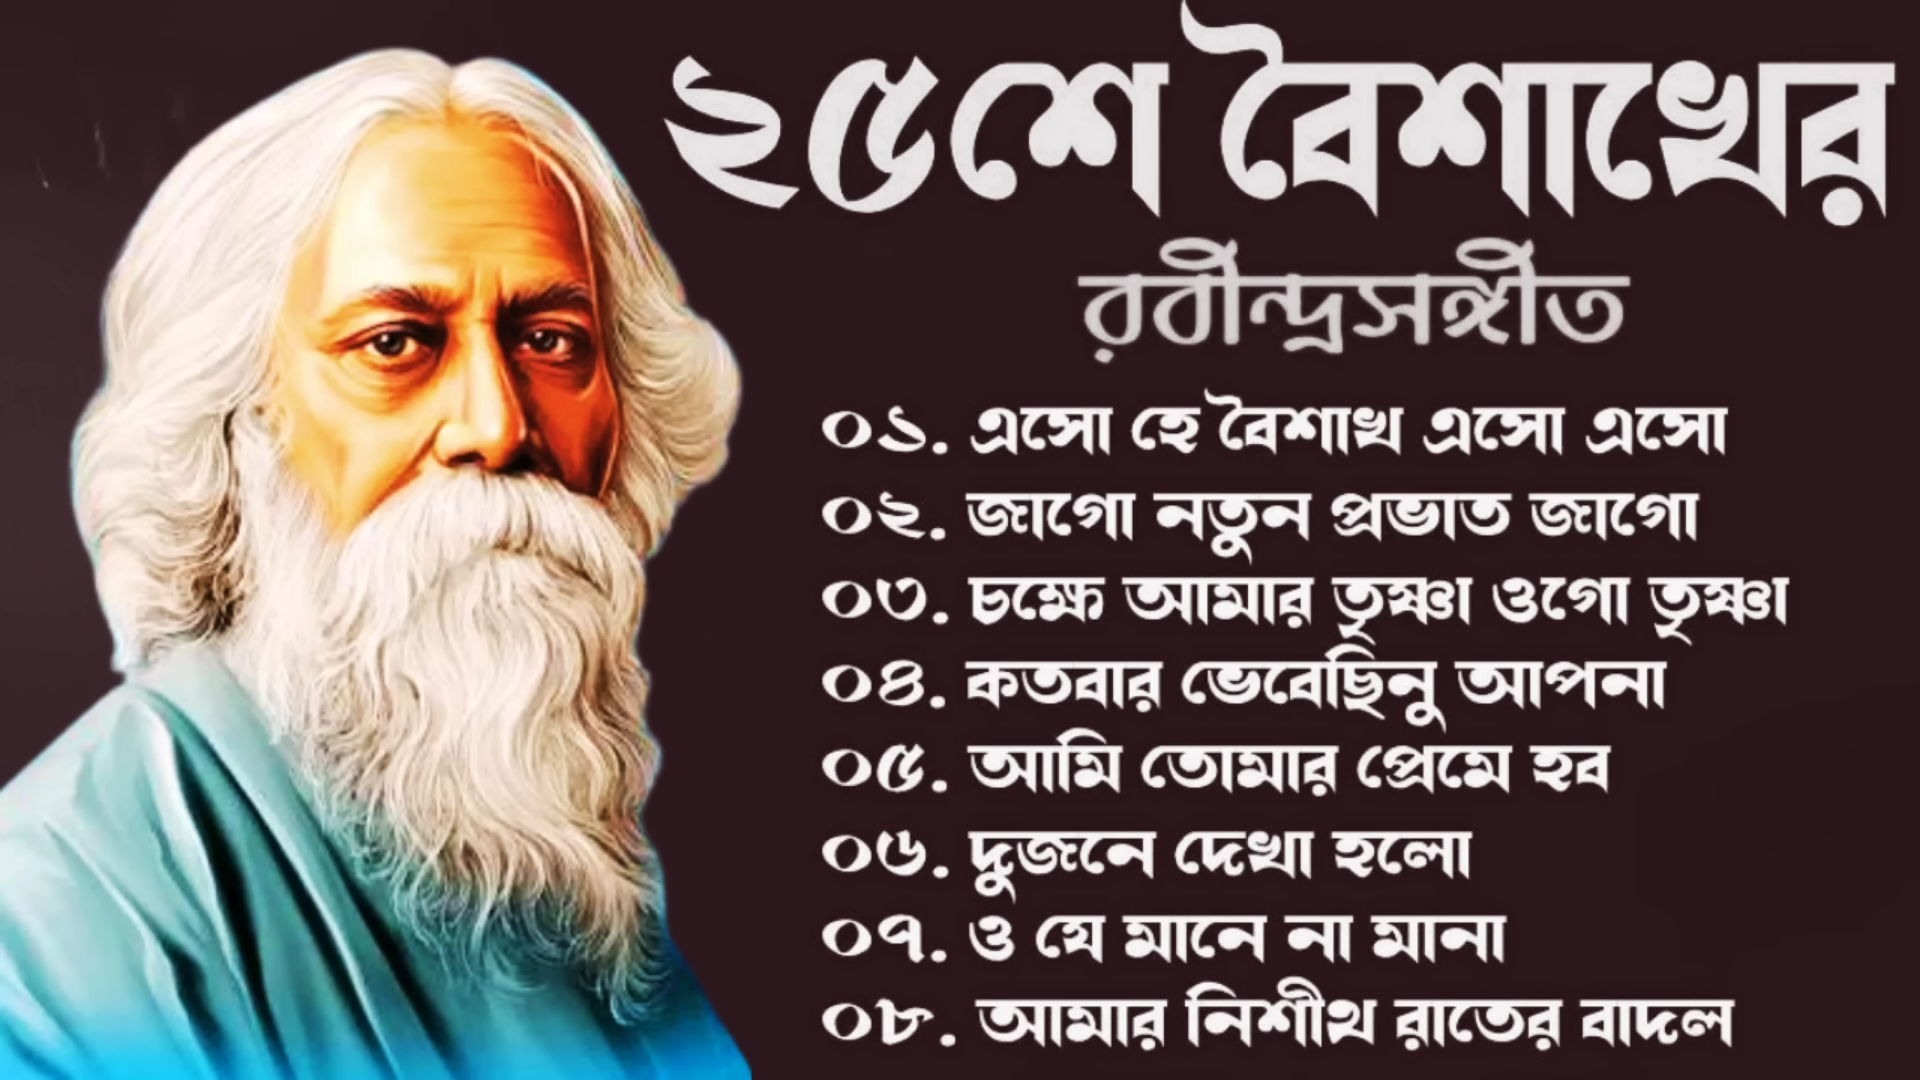 ২৫শে বৈশাখের
রবীন্দ্রসঙ্গীত
০১. এসো হে বৈশাখ এসো এসো
০২. জাগো নতুন প্রভাত জাগো
০৩. চক্ষে আমার তৃষ্ণা ওগো তৃষ্ণা
০৪. কতবার ভেবেছিনু আপনা
০৫. আমি তোমার প্রেমে হব
০৬. দুজনে দেখা হলো
০৭. ও যে মানে না মানা
০৮. আমার নিশীথ রাতের বাদল